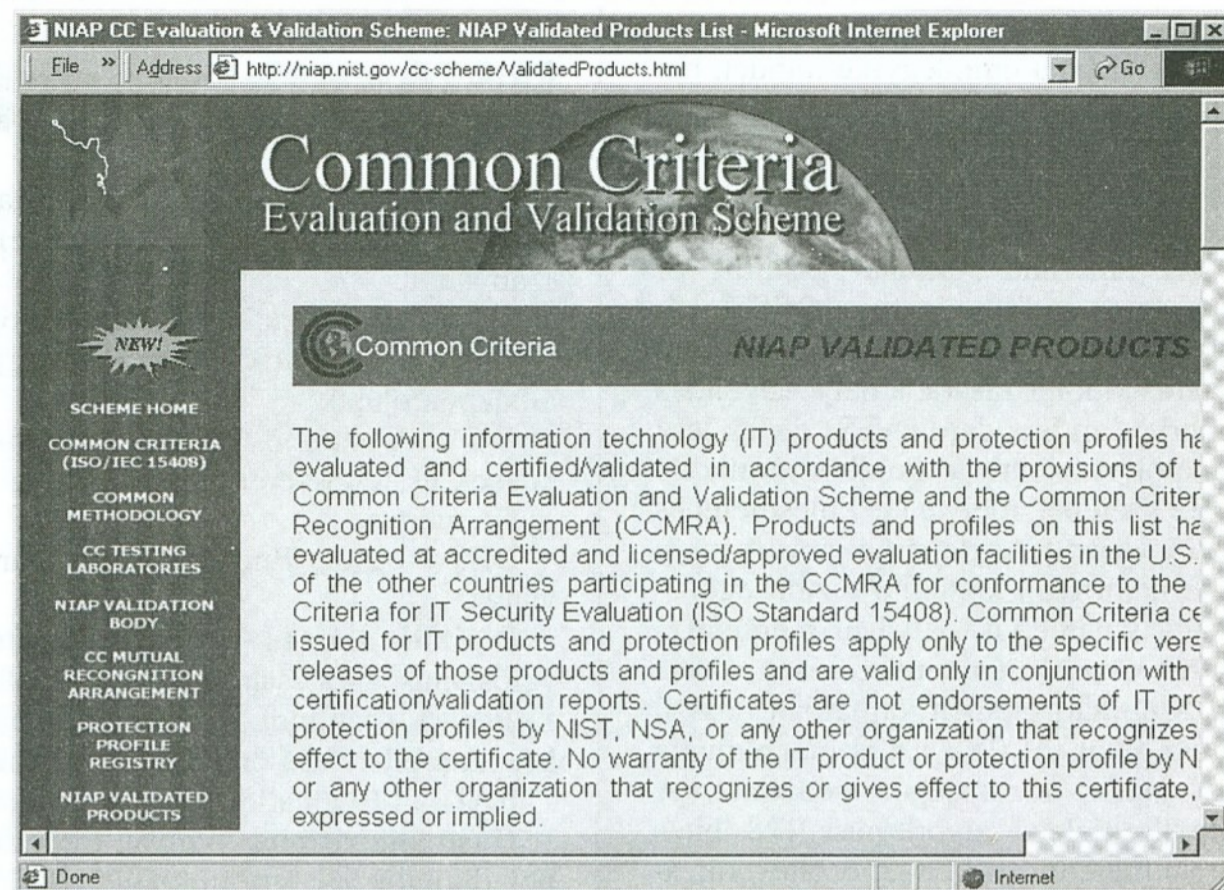 NIAP CC Evaluation & Validation Scheme: NIAP Validated Products List - Microsoft Internet Explorer
File » Address http://niap.nist.gov/cc-scheme/ValidatedProducts.html Go
Common Criteria
Evaluation and Validation Scheme
NEW!
SCHEME HOME
COMMON CRITERIA
(ISO/IEC 15408)
COMMON
METHODOLOGY
CC TESTING
LABORATORIES
NIAP VALIDATION
BODY
CC MUTUAL
RECONGNITION
ARRANGEMENT
PROTECTION
PROFILE
REGISTRY
NIAP VALIDATED
PRODUCTS
Common Criteria NIAP VALIDATED PRODUCTS
The following information technology (IT) products and protection profiles ha
evaluated and certified/validated in accordance with the provisions of t
Common Criteria Evaluation and Validation Scheme and the Common Criter
Recognition Arrangement (CCMRA). Products and profiles on this list ha
evaluated at accredited and licensed/approved evaluation facilities in the U.S.
of the other countries participating in the CCMRA for conformance to the
Criteria for IT Security Evaluation (ISO Standard 15408). Common Criteria ce
issued for IT products and protection profiles apply only to the specific vers
releases of those products and profiles and are valid only in conjunction with
certification/validation reports. Certificates are not endorsements of IT pro
protection profiles by NIST, NSA, or any other organization that recognizes
effect to the certificate. No warranty of the IT product or protection profile by N
or any other organization that recognizes or gives effect to this certificate,
expressed or implied.
Done Internet